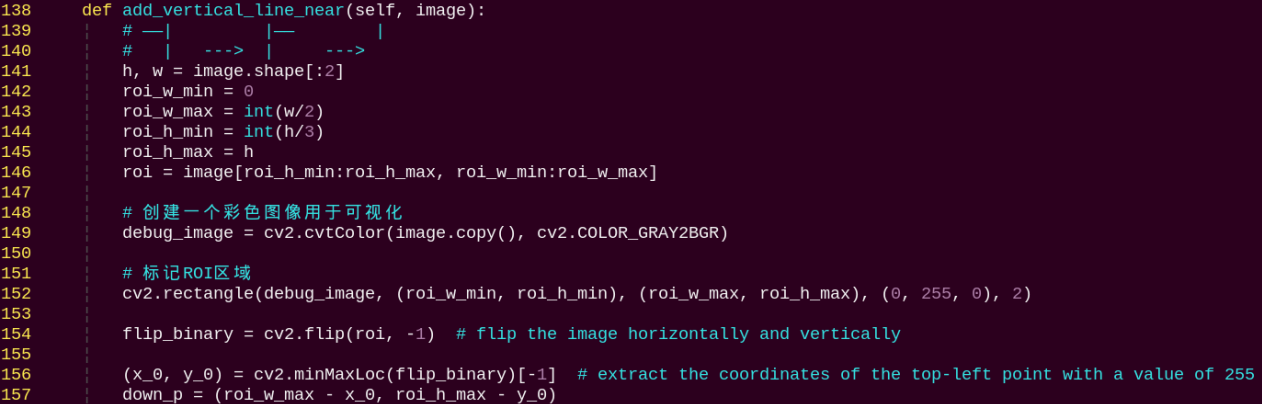 138     def add_vertical_line_near(self, image):
139     ¦   # ——|         |——        |
140     ¦   #   |   --->  |     --->
141     ¦   h, w = image.shape[:2]
142     ¦   roi_w_min = 0
143     ¦   roi_w_max = int(w/2)
144     ¦   roi_h_min = int(h/3)
145     ¦   roi_h_max = h
146     ¦   roi = image[roi_h_min:roi_h_max, roi_w_min:roi_w_max]
147     ¦
148     ¦   # 创建一个彩色图像用于可视化
149     ¦   debug_image = cv2.cvtColor(image.copy(), cv2.COLOR_GRAY2BGR)
150     ¦
151     ¦   # 标记ROI区域
152     ¦   cv2.rectangle(debug_image, (roi_w_min, roi_h_min), (roi_w_max, roi_h_max), (0, 255, 0), 2)
153     ¦
154     ¦   flip_binary = cv2.flip(roi, -1)  # flip the image horizontally and vertically
155     ¦
156     ¦   (x_0, y_0) = cv2.minMaxLoc(flip_binary)[-1]  # extract the coordinates of the top-left point with a value of 255
157     ¦   down_p = (roi_w_max - x_0, roi_h_max - y_0)